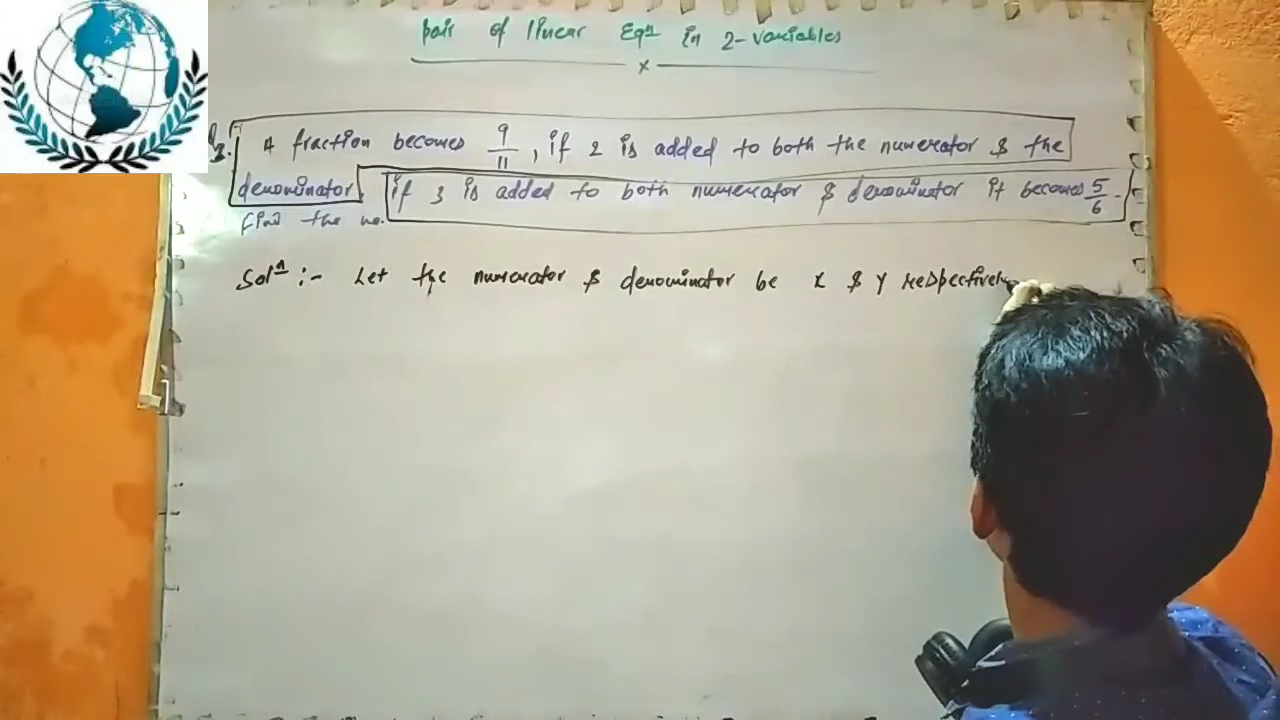 pair of linear Eqn in 2-variables
x
3. A fraction becomes 9/11, if 2 is added to both the numerator & the
denominator. if 3 is added to both numerator & denominator it becomes 5/6.
Find the no.
Soln :- Let the numerator & denominator be x & y respectively